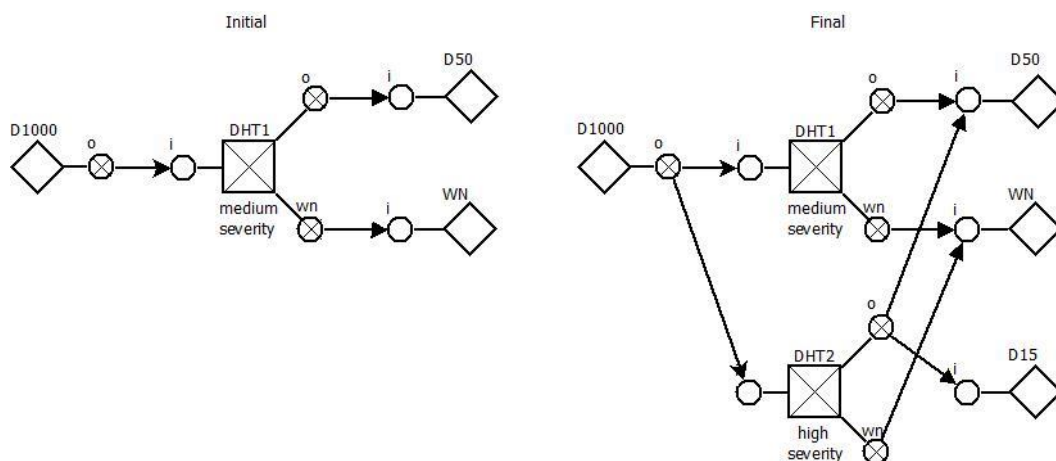 Initial
D50
o
i
D1000
o
i
DHT1
medium
severity
wn
i
WN
Final
D50
o
i
D1000
o
i
DHT1
medium
severity
wn
i
WN
o
i
DHT2
i
D15
high
severity
wn